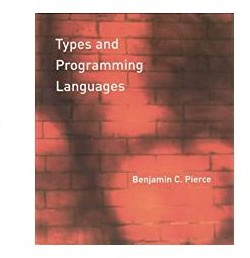 Types and
Programming
Languages
Benjamin C. Pierce